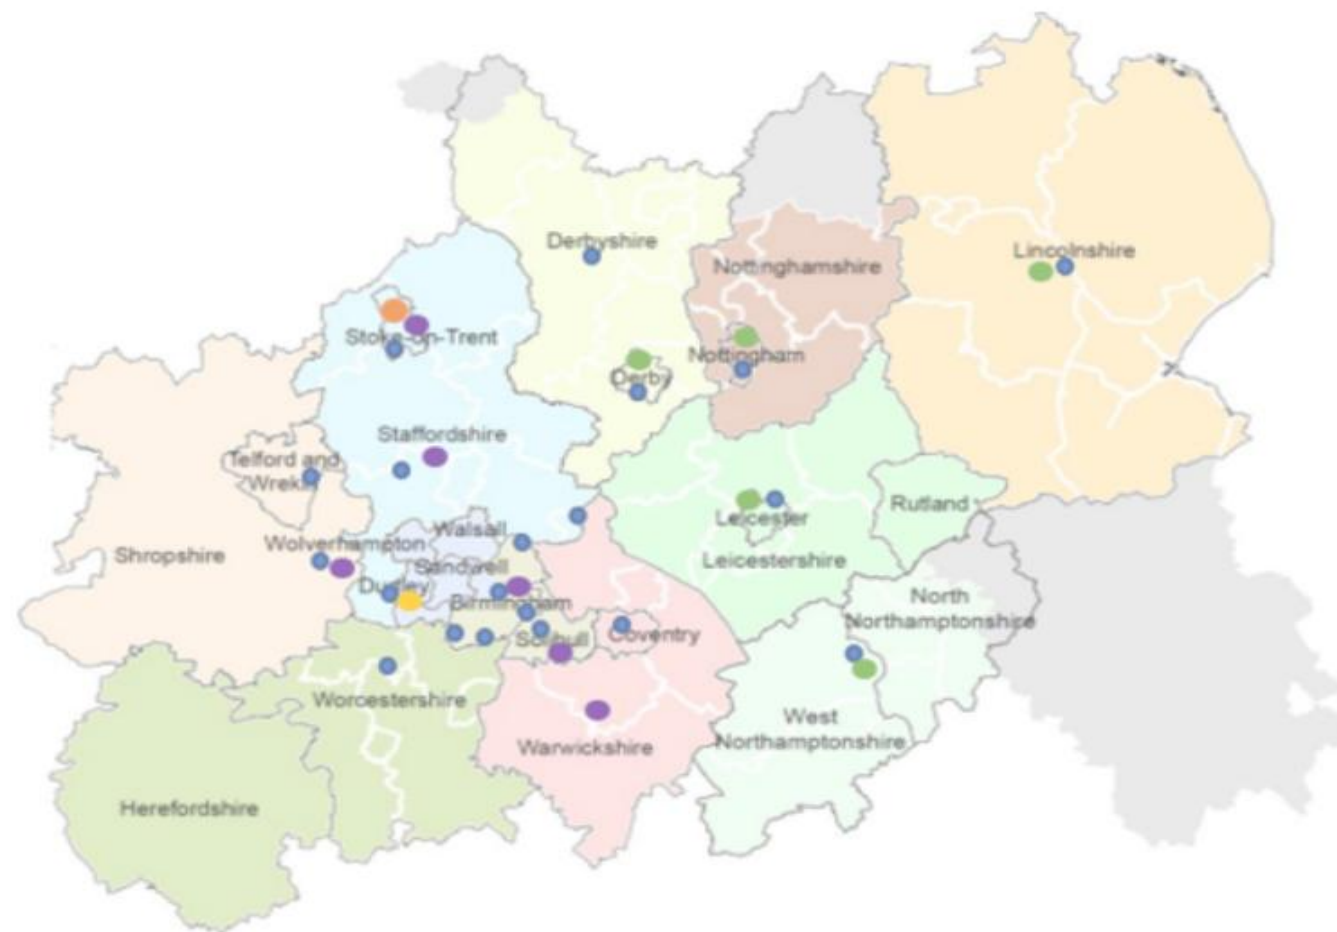 Derbyshire
Lincolnshire
Nottinghamshire
Stoke-on-Trent
Nottingham
Derby
Staffordshire
Telford and
Wrekin
Rutland
Leicester
Walsall
Wolverhampton
Shropshire
Sandwell
Leicestershire
Dudley
Birmingham
North
Northamptonshire
Solihull
Coventry
Worcestershire
West
Northamptonshire
Warwickshire
Herefordshire